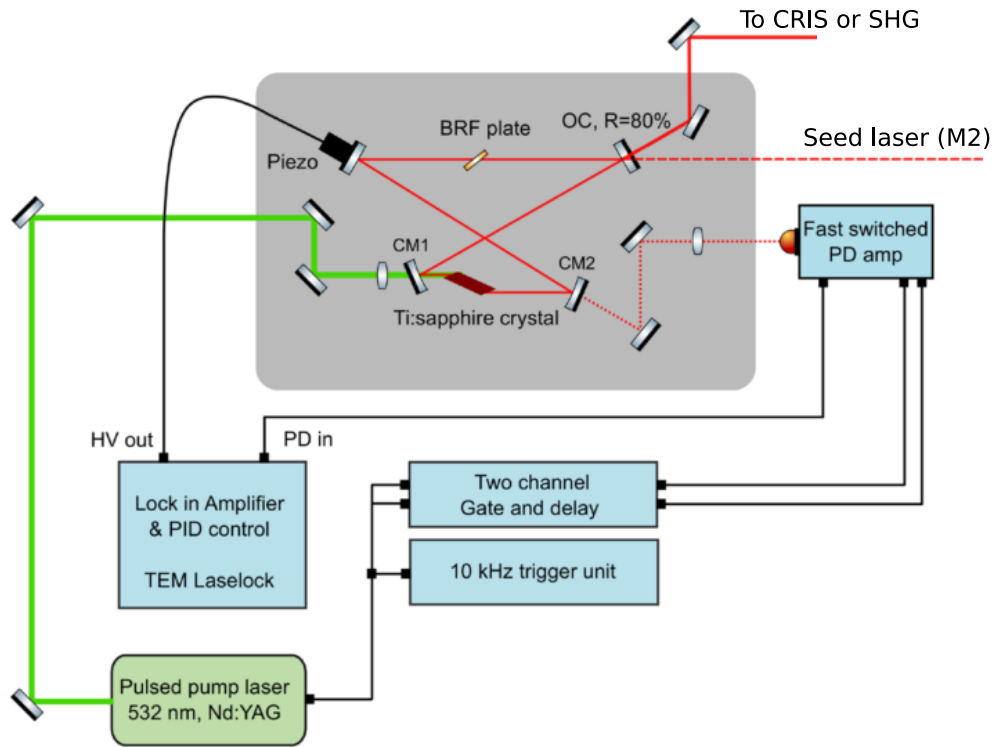 To CRIS or SHG
OC, R=80%
BRF plate
Seed laser (M2)
Piezo
Fast switched
PD amp
CM1
CM2
Ti:sapphire crystal
HV out
PD in
Lock in Amplifier
& PID control
TEM Laselock
Two channel
Gate and delay
10 kHz trigger unit
Pulsed pump laser
532 nm, Nd:YAG